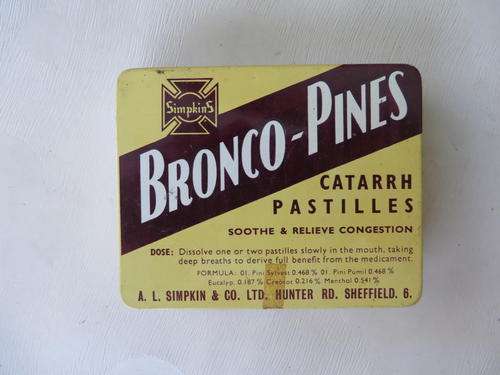 SimpkinS
BRONCO-PINES
CATARRH
PASTILLES
SOOTHE & RELIEVE CONGESTION
DOSE: Dissolve one or two pastilles slowly in the mouth, taking
deep breaths to derive full benefit from the medicament.
FORMULA: Ol. Pini Sylvest 0.468% Ol. Pini Pumil 0.468%
Eucalyp. 0.187% Creosot 0.216% Menthol 0.541%
A. L. SIMPKIN & CO. LTD. HUNTER RD. SHEFFIELD. 6.